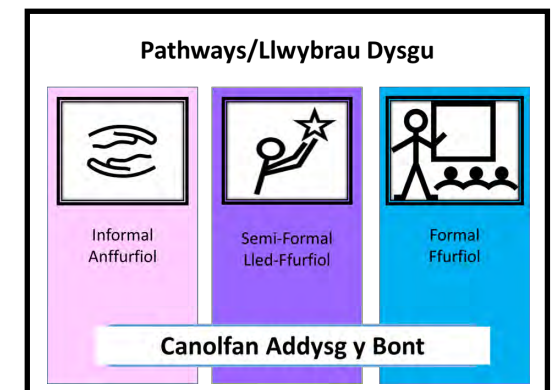 Pathways/Llwybrau Dysgu
Informal
Anffurfiol
Semi-Formal
Lled-Ffurfiol
Formal
Ffurfiol
Canolfan Addysg y Bont